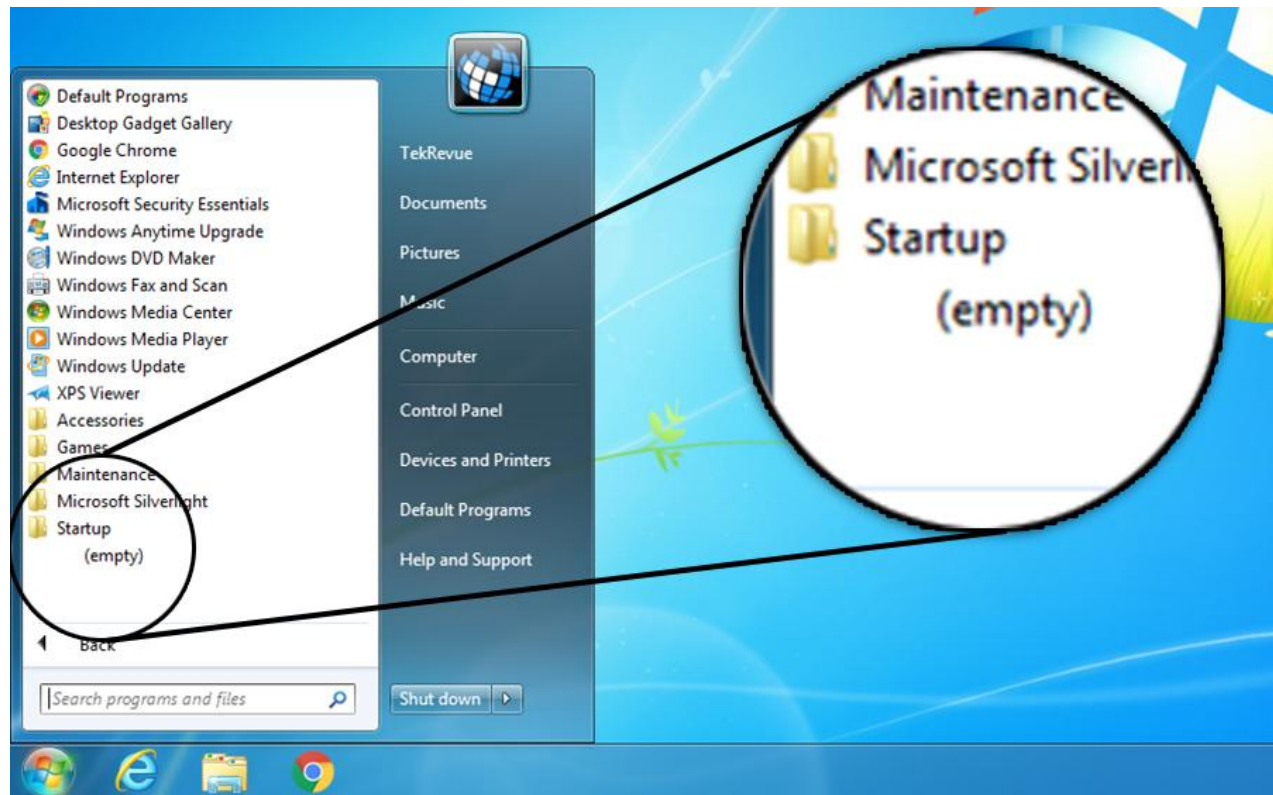 Default Programs
Desktop Gadget Gallery
Google Chrome
Internet Explorer
Microsoft Security Essentials
Windows Anytime Upgrade
Windows DVD Maker
Windows Fax and Scan
Windows Media Center
Windows Media Player
Windows Update
XPS Viewer
Accessories
Games
Maintenance
Microsoft Silverlight
Startup
(empty)
Back
Search programs and files
TekRevue
Documents
Pictures
Music
Computer
Control Panel
Devices and Printers
Default Programs
Help and Support
Shut down
Maintenance
Microsoft Silverl
Startup
(empty)